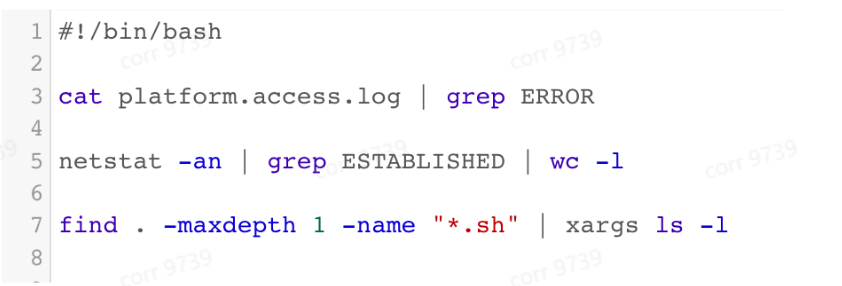 1 #!/bin/bash
2
3 cat platform.access.log | grep ERROR
4
5 netstat -an | grep ESTABLISHED | wc -l
6
7 find . -maxdepth 1 -name "*.sh" | xargs ls -l
8
corr 9739
corr 9739
corr 9739
corr 9739
corr 9739